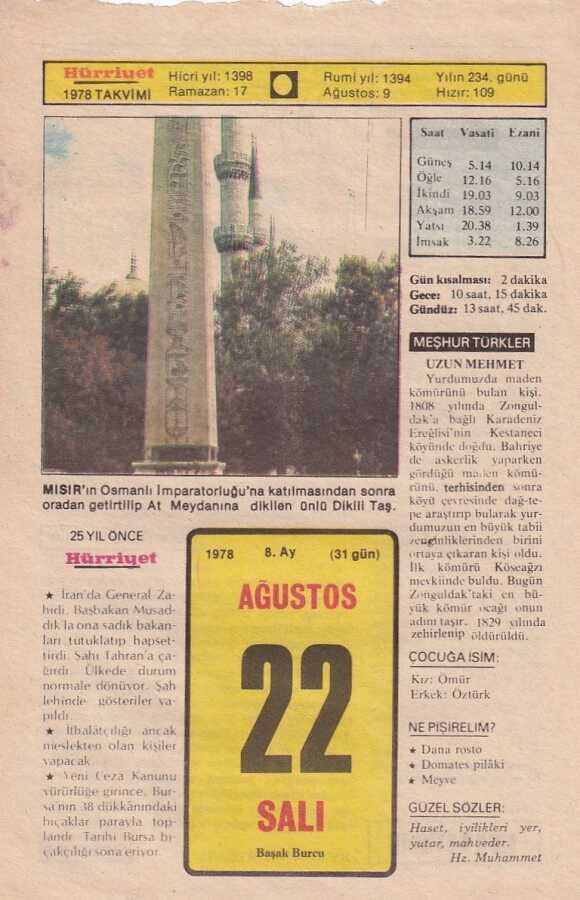 Hürriyet
1978 TAKVİMİ
Hicri yıl: 1398
Ramazan: 17
Rumi yıl: 1394
Ağustos: 9
Yılın 234. günü
Hızır: 109
Saat Vasati Ezani
Güneş 5.14 10.14
Öğle 12.16 5.16
İkindi 19.03 9.03
Akşam 18.59 12.00
Yatsı 20.38 1.39
İmsak 3.22 8.26
Gün kısalması: 2 dakika
Gece: 10 saat, 15 dakika
Gündüz: 13 saat, 45 dak.
MISIR'ın Osmanlı İmparatorluğu'na katılmasından sonra
oradan getirtilip At Meydanına dikilen ünlü Dikili Taş.
MEŞHUR TÜRKLER
UZUN MEHMET
Yurdumuzda maden
kömürünü bulan kişi.
1808 yılında Zongul-
dak'a bağlı Karadeniz
Ereğlisi'nin Kestaneci
köyünde doğdu. Bahriye
de askerlik yaparken
gördüğü maden kömü-
rünü, terhisinden sonra
köyü çevresinde dağ-te-
pe araştırıp bularak yur-
dumuzun en büyük tabii
zenginliklerinden birini
ortaya çıkaran kişi oldu.
İlk kömürü Köseağzı
mevkiinde buldu. Bugün
Zonguldak'taki en bü-
yük kömür ocağı onun
adını taşır. 1829 yılında
zehirlenip öldürüldü.
25 YIL ÖNCE
Hürriyet
★ İran'da General Za-
hidi, Başbakan Musad-
dık la ona sadık bakan-
ları tutuklatıp hapset-
tirdi. Şahı Tahran'a ça-
ğırdı. Ülkede durum
normale dönüyor. Şah
lehinde gösteriler ya-
pıldı.
★ İthalâtçılığı ancak
meslekten olan kişiler
yapacak.
★ Yeni Ceza Kanunu
yürürlüğe girince, Bur-
sa'nın 38 dükkânındaki
bıçaklar parayla top-
landı. Tarihi Bursa bı-
çakçılığı sona eriyor.
1978 8. Ay (31 gün)
AĞUSTOS
22
SALI
Başak Burcu
ÇOCUĞA İSİM:
Kız: Ömür
Erkek: Öztürk
NE PİŞİRELİM?
★ Dana rosto
★ Domates pilâki
★ Meyve
GÜZEL SÖZLER:
Haset, iyilikleri yer,
yutar, mahveder.
Hz. Muhammet